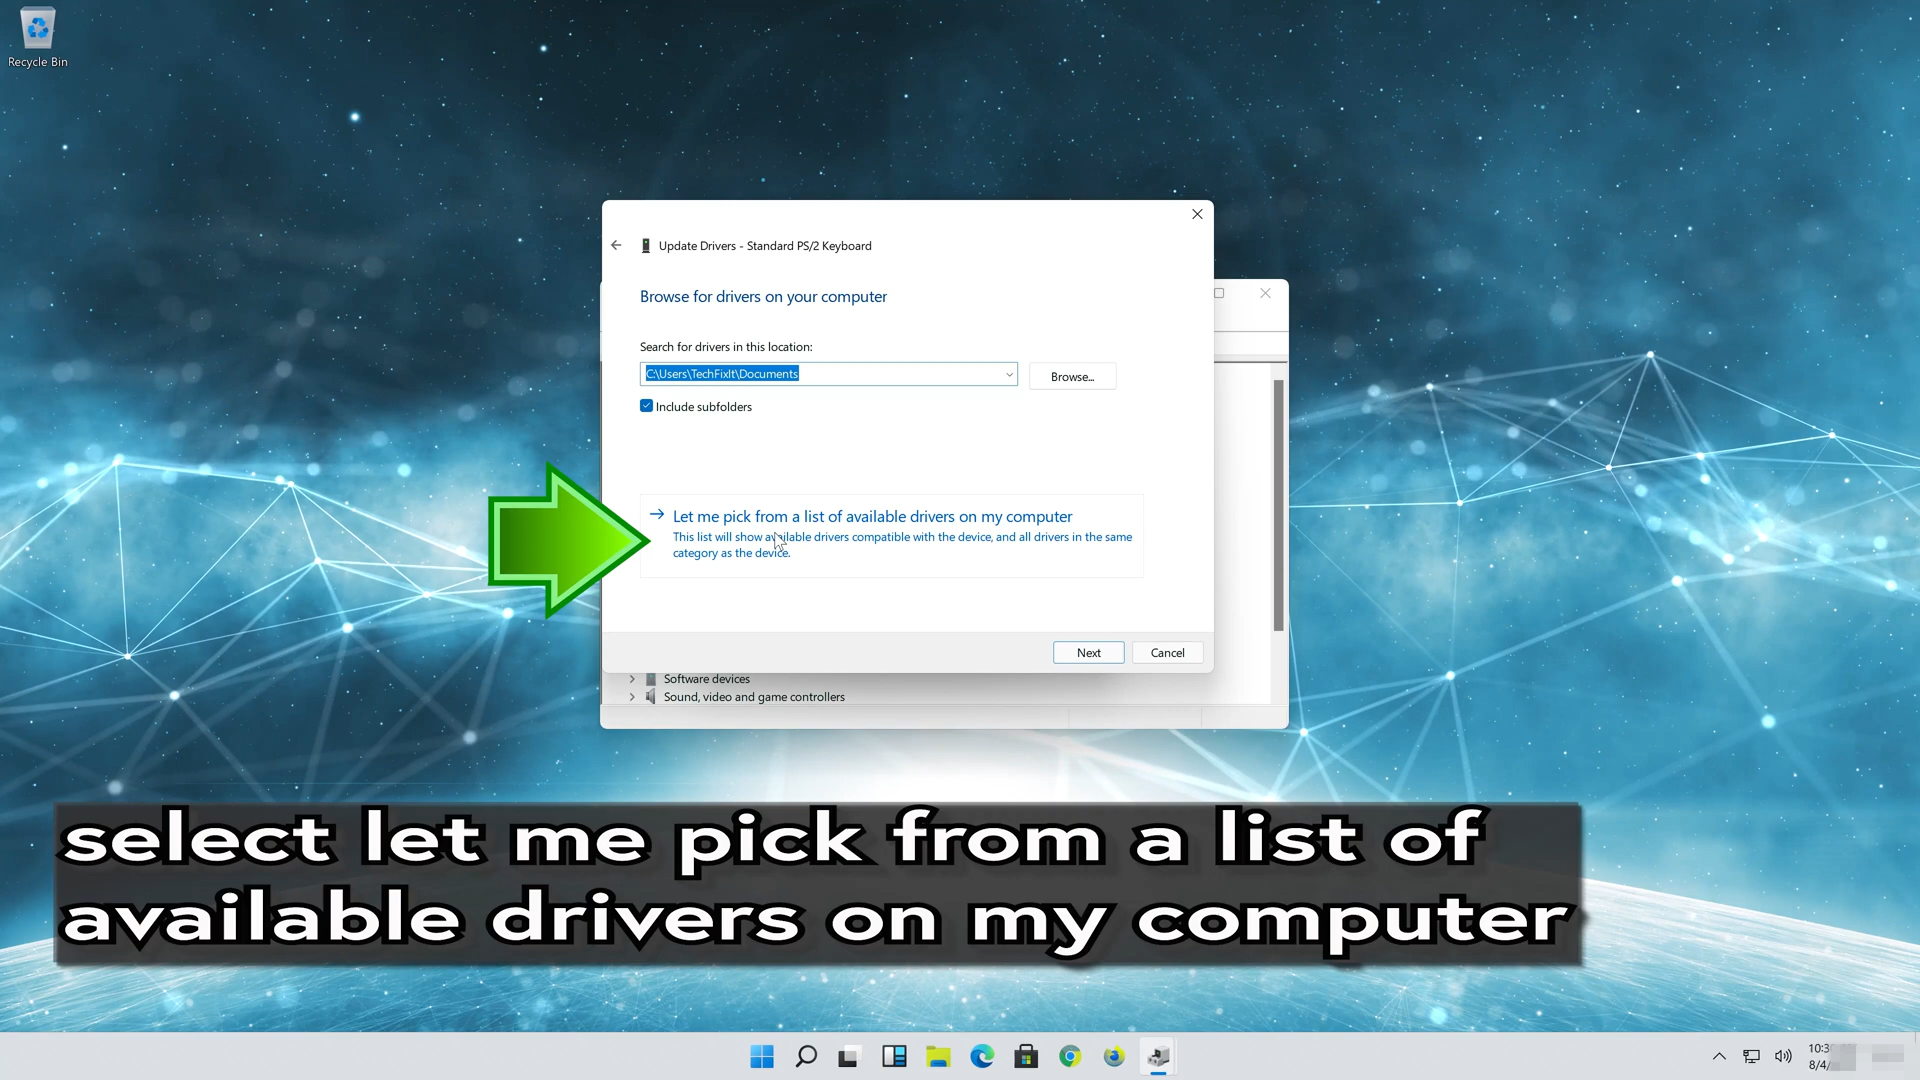 Recycle Bin
Update Drivers - Standard PS/2 Keyboard
Browse for drivers on your computer
Search for drivers in this location:
C:\Users\TechFixIt\Documents
Browse...
Include subfolders
Let me pick from a list of available drivers on my computer
This list will show available drivers compatible with the device, and all drivers in the same
category as the device.
Next
Cancel
Software devices
Sound, video and game controllers
select let me pick from a list of
available drivers on my computer
10:3
8/4/